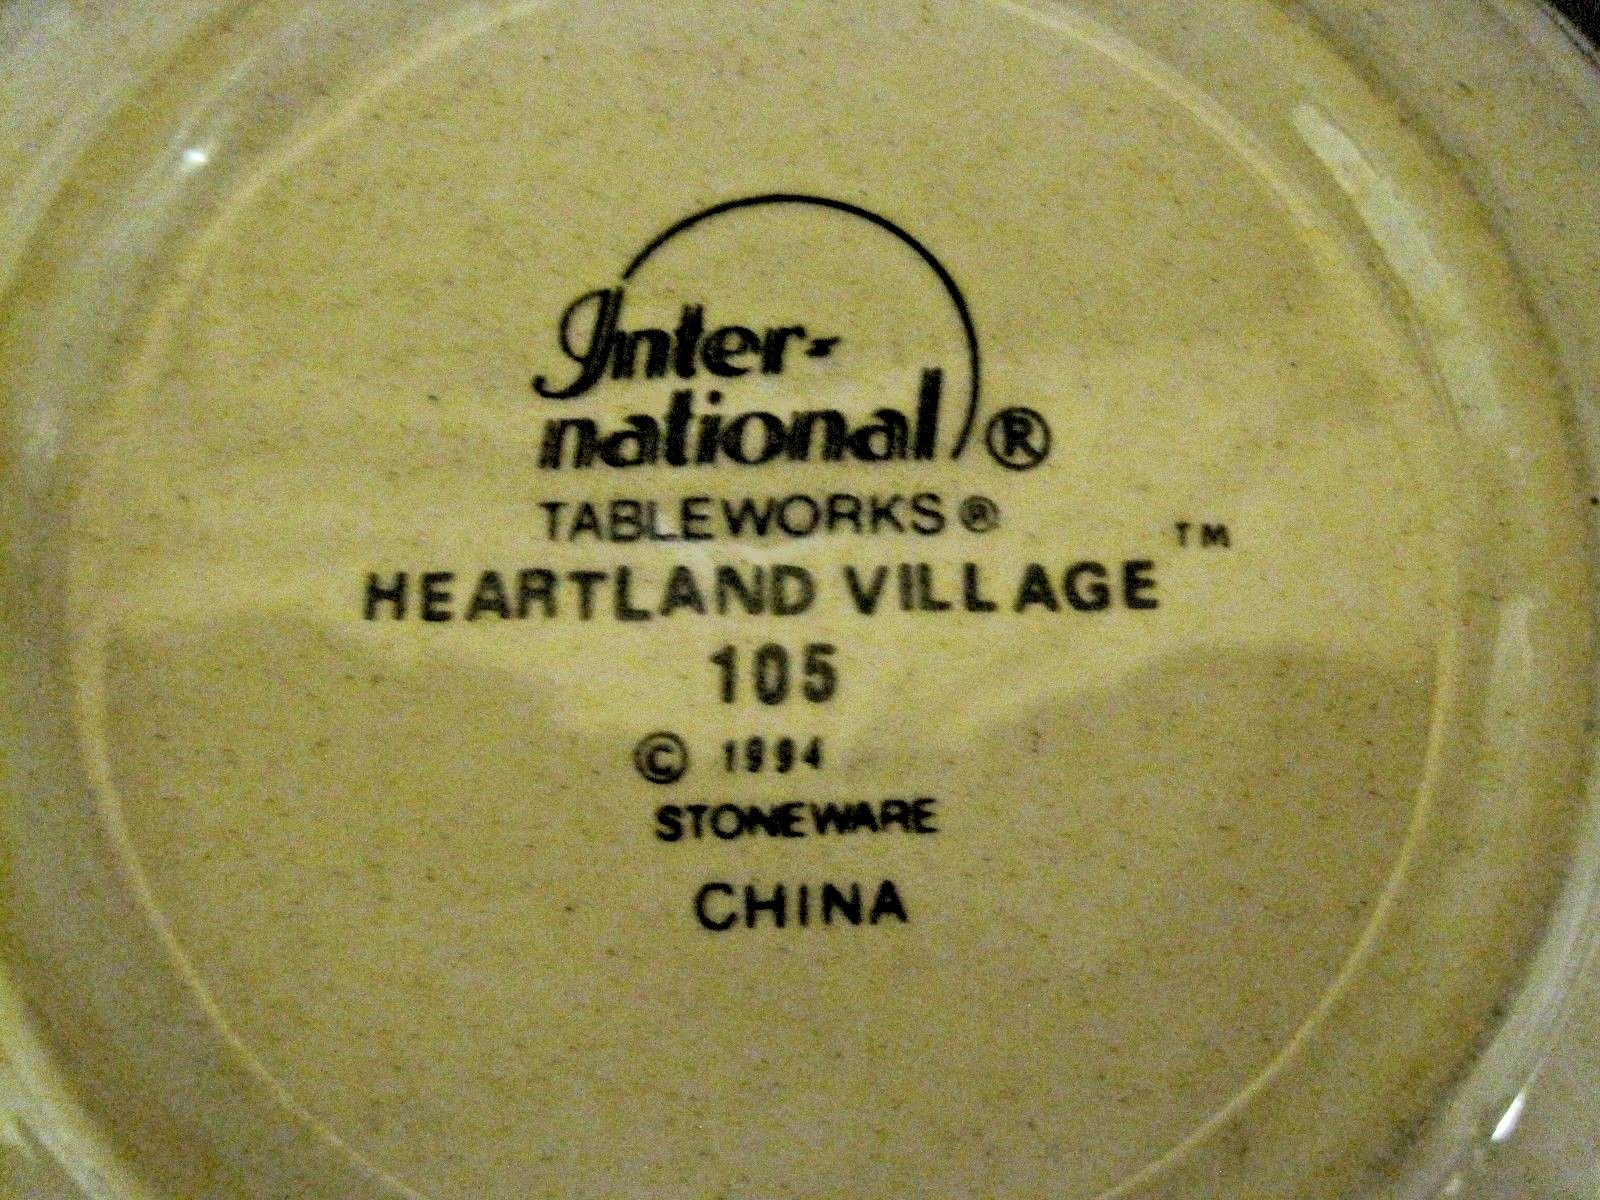 Inter-
national®
TABLEWORKS®
HEARTLAND VILLAGE™
105
© 1994
STONEWARE
CHINA